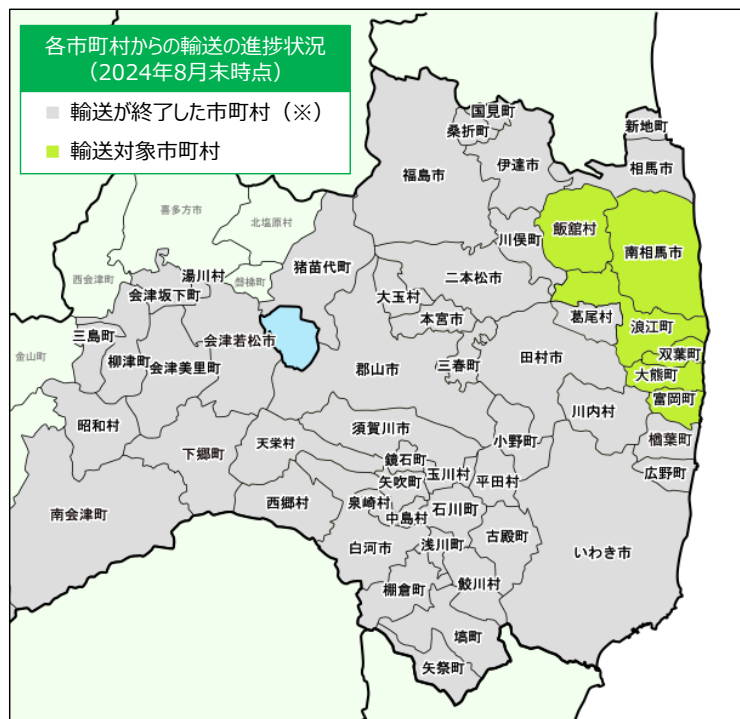 各市町村からの輸送の進捗状況
（2024年8月末時点）
輸送が終了した市町村（※）
輸送対象市町村
国見町
桑折町
新地町
伊達市
相馬市
福島市
喜多方市
北塩原村
飯舘村
川俣町
南相馬市
猪苗代町
湯川村
西会津町
磐梯町
二本松市
会津坂下町
大玉村
葛尾村
本宮市
浪江町
三島町
会津若松市
双葉町
金山町
柳津町
会津美里町
郡山市
三春町
田村市
大熊町
富岡町
昭和村
川内村
須賀川市
小野町
楢葉町
下郷町
天栄村
鏡石町
玉川村
広野町
矢吹町
平田村
西郷村
泉崎村
石川町
南会津町
中島村
古殿町
白河市
浅川町
いわき市
棚倉町
鮫川村
塙町
矢祭町